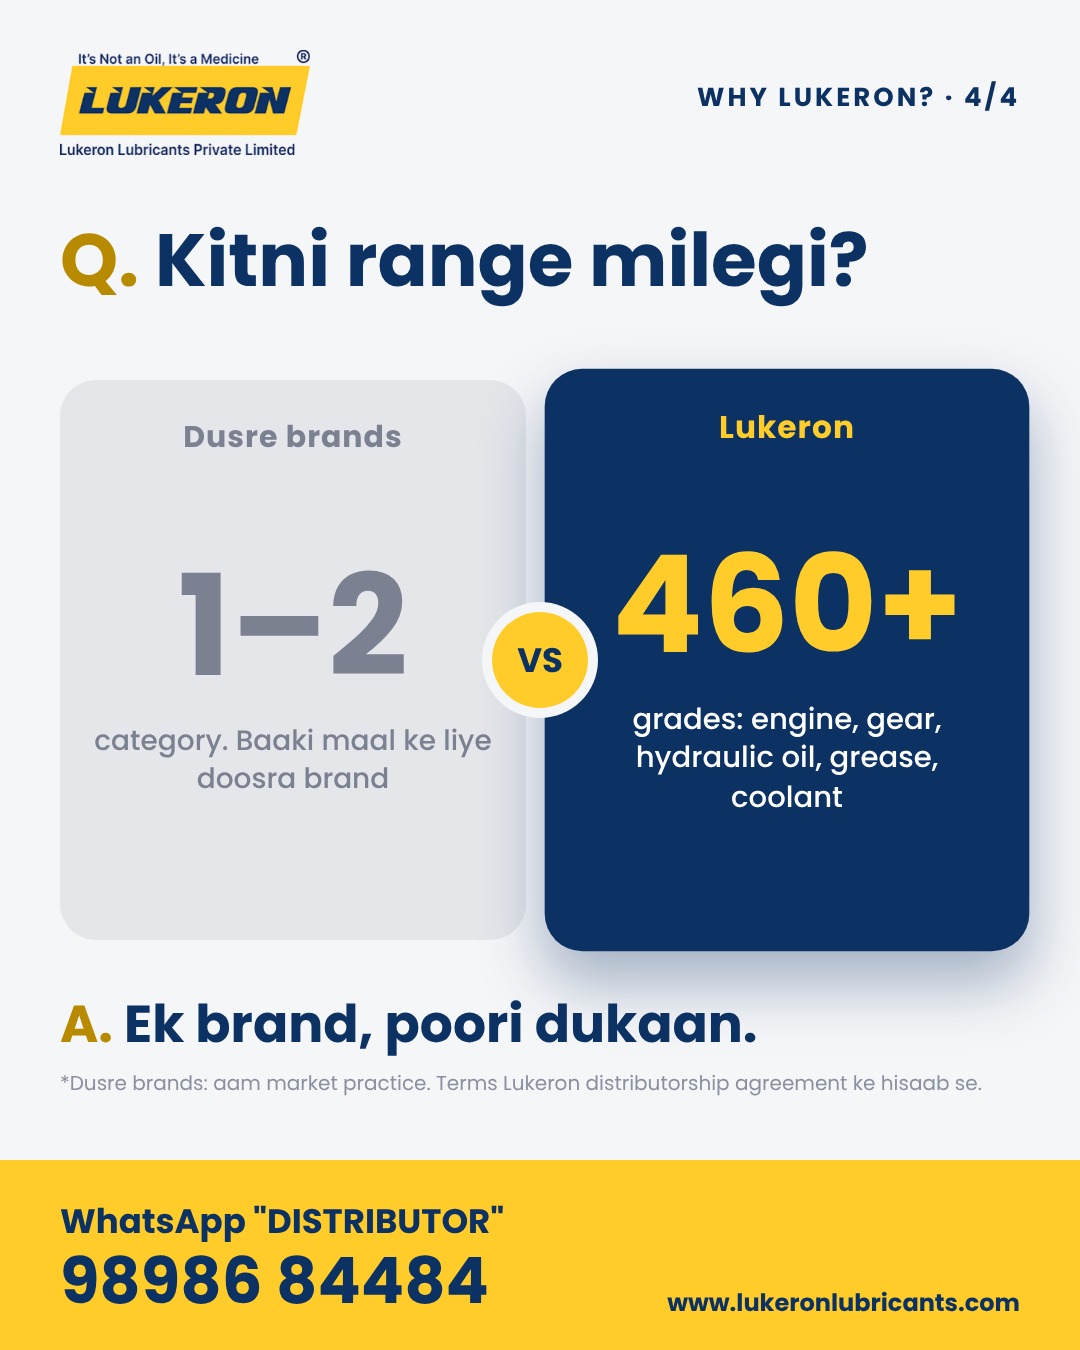 It's Not an Oil, It's a Medicine ®
LUKERON
Lukeron Lubricants Private Limited
WHY LUKERON? · 4/4
Q. Kitni range milegi?
Dusre brands
1–2
category. Baaki maal ke liye
doosra brand
VS
Lukeron
460+
grades: engine, gear,
hydraulic oil, grease,
coolant
A. Ek brand, poori dukaan.
*Dusre brands: aam market practice. Terms Lukeron distributorship agreement ke hisaab se.
WhatsApp "DISTRIBUTOR"
98986 84484
www.lukeronlubricants.com